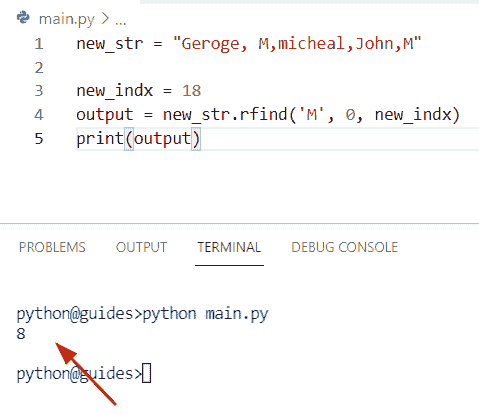 main.py > ...
1 new_str = "Geroge, M,micheal,John,M"
2
3 new_indx = 18
4 output = new_str.rfind('M', 0, new_indx)
5 print(output)
PROBLEMS OUTPUT TERMINAL DEBUG CONSOLE
python@guides>python main.py
8
python@guides>